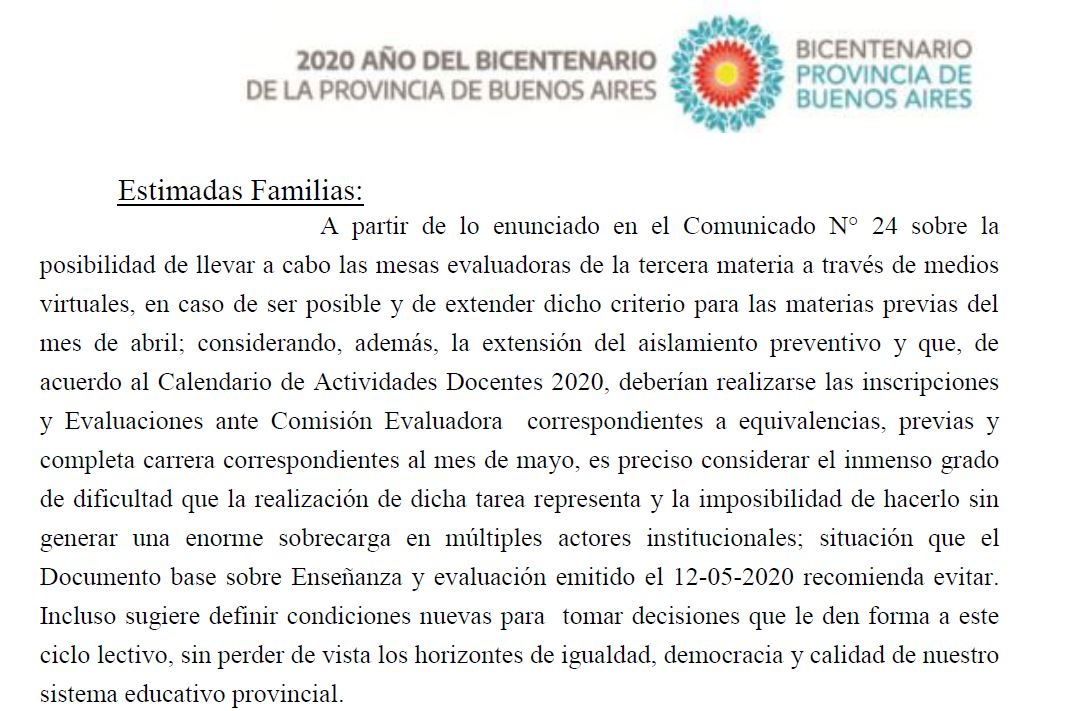 2020 AÑO DEL BICENTENARIO
DE LA PROVINCIA DE BUENOS AIRES
BICENTENARIO
PROVINCIA DE
BUENOS AIRES
Estimadas Familias:
A partir de lo enunciado en el Comunicado N° 24 sobre la
posibilidad de llevar a cabo las mesas evaluadoras de la tercera materia a través de medios
virtuales, en caso de ser posible y de extender dicho criterio para las materias previas del
mes de abril; considerando, además, la extensión del aislamiento preventivo y que, de
acuerdo al Calendario de Actividades Docentes 2020, deberían realizarse las inscripciones
y Evaluaciones ante Comisión Evaluadora  correspondientes a equivalencias, previas y
completa carrera correspondientes al mes de mayo, es preciso considerar el inmenso grado
de dificultad que la realización de dicha tarea representa y la imposibilidad de hacerlo sin
generar una enorme sobrecarga en múltiples actores institucionales; situación que el
Documento base sobre Enseñanza y evaluación emitido el 12-05-2020 recomienda evitar.
Incluso sugiere definir condiciones nuevas para  tomar decisiones que le den forma a este
ciclo lectivo, sin perder de vista los horizontes de igualdad, democracia y calidad de nuestro
sistema educativo provincial.